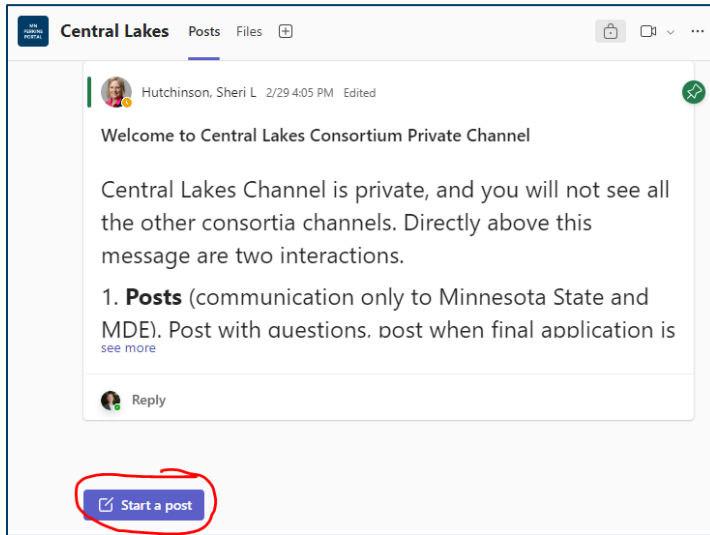 MN
PERKINS
PORTAL
Central Lakes Posts Files
Hutchinson, Sheri L 2/29 4:05 PM Edited
Welcome to Central Lakes Consortium Private Channel
Central Lakes Channel is private, and you will not see all
the other consortia channels. Directly above this
message are two interactions.
1. Posts (communication only to Minnesota State and
MDE). Post with questions, post when final application is
see more
Reply
Start a post